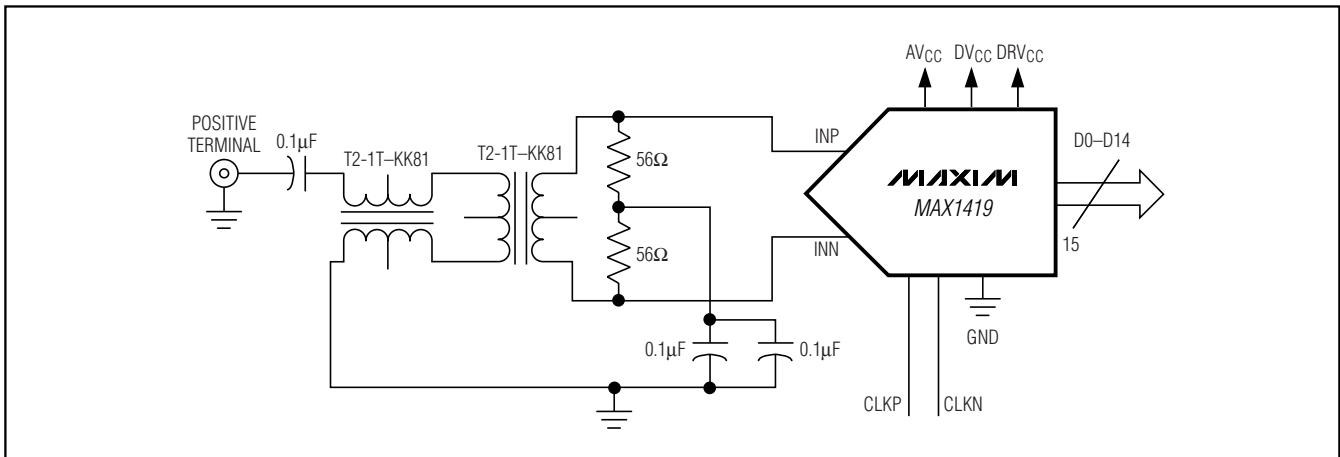 POSITIVE
TERMINAL
0.1µF
T2-1T–KK81
T2-1T–KK81
56Ω
56Ω
0.1µF
0.1µF
INP
INN
AVCC
DVCC
DRVCC
MAXIM
MAX1419
D0–D14
15
GND
CLKP
CLKN